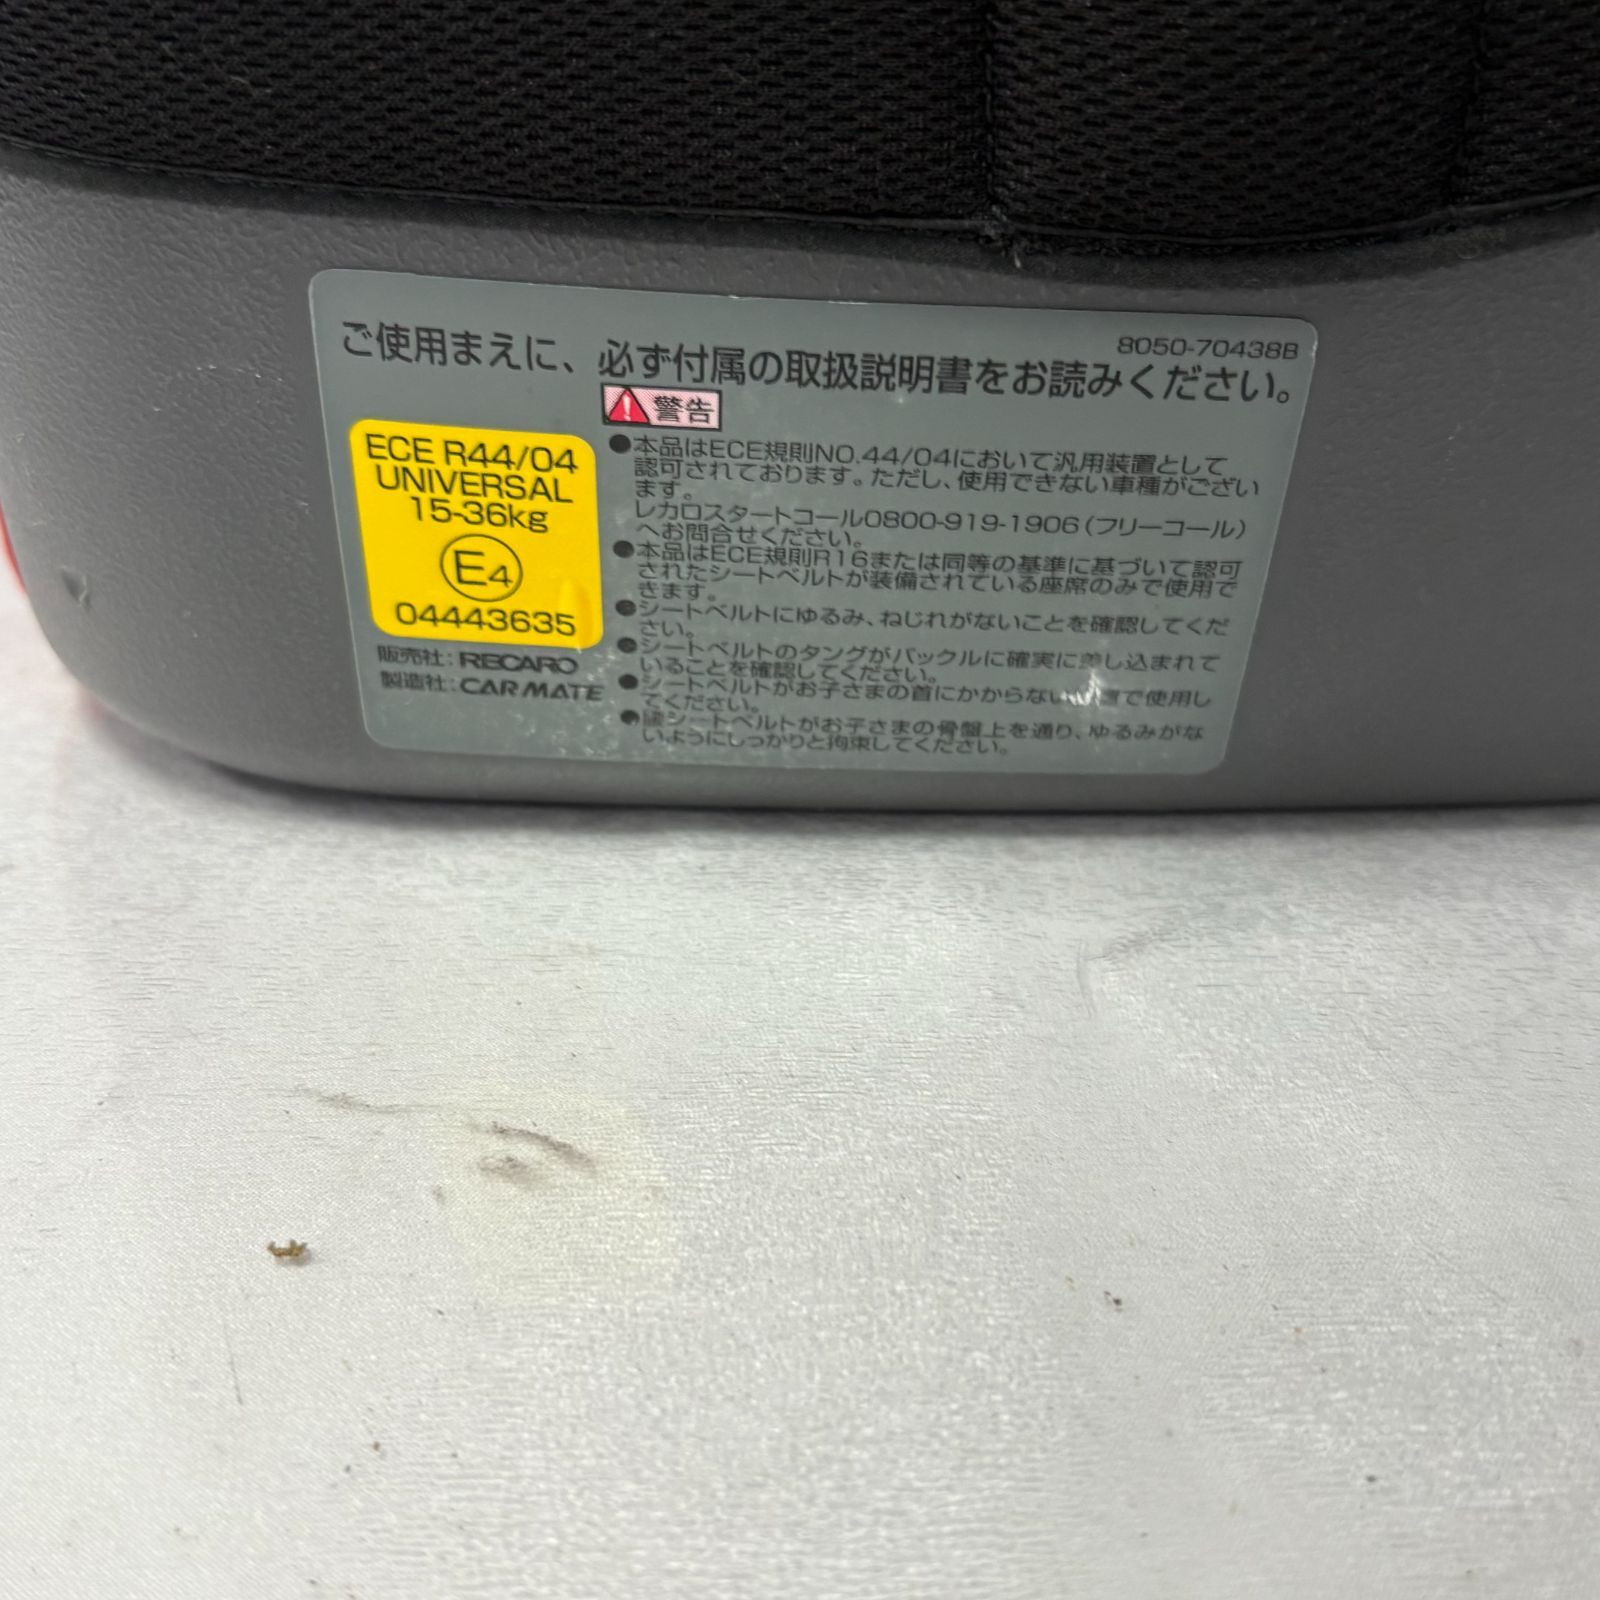 8050-70438B
ご使用まえに、必ず付属の取扱説明書をお読みください。
警告
ECE R44/04
UNIVERSAL
15-36kg
E4
04443635
販売社：RECARO
製造社：CARMATE
●本品はECE規則NO.44/04において汎用装置として
認可されております。ただし、使用できない車種がござい
ます。
レカロスタートコール0800-919-1906（フリーコール）
へお問合せください。
●本品はECE規則R16または同等の基準に基づいて認可
されたシートベルトが装備されている座席のみで使用で
きます。
●シートベルトにゆるみ、ねじれがないことを確認してくだ
さい。
●シートベルトのタングがバックルに確実に差し込まれて
いることを確認してください。
●シートベルトがお子さまの首にかからない で使用し
てください。
●腰シートベルトがお子さまの骨盤上を通り、ゆるみがな
いようにしっかりと拘束してください。